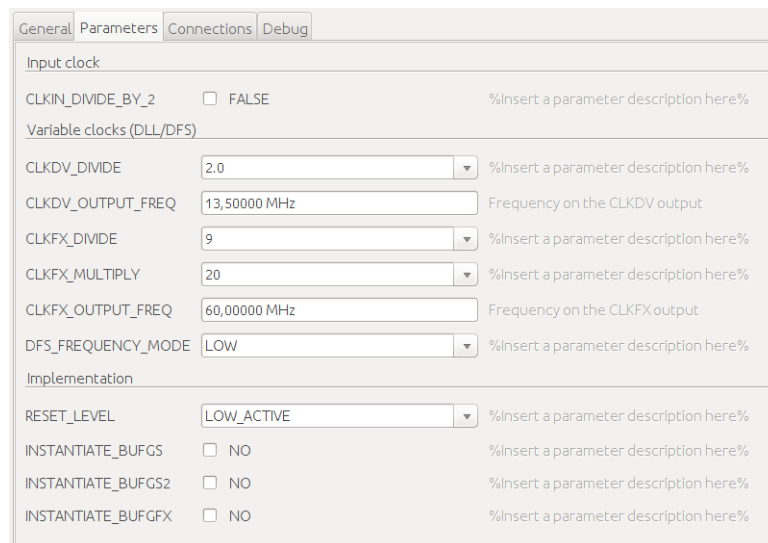 General Parameters Connections Debug
Input clock
CLKIN_DIVIDE_BY_2 FALSE %Insert a parameter description here%
Variable clocks (DLL/DFS)
CLKDV_DIVIDE 2.0 %Insert a parameter description here%
CLKDV_OUTPUT_FREQ 13,50000 MHz Frequency on the CLKDV output
CLKFX_DIVIDE 9 %Insert a parameter description here%
CLKFX_MULTIPLY 20 %Insert a parameter description here%
CLKFX_OUTPUT_FREQ 60,00000 MHz Frequency on the CLKFX output
DFS_FREQUENCY_MODE LOW %Insert a parameter description here%
Implementation
RESET_LEVEL LOW_ACTIVE %Insert a parameter description here%
INSTANTIATE_BUFGS NO %Insert a parameter description here%
INSTANTIATE_BUFGS2 NO %Insert a parameter description here%
INSTANTIATE_BUFGFX NO %Insert a parameter description here%